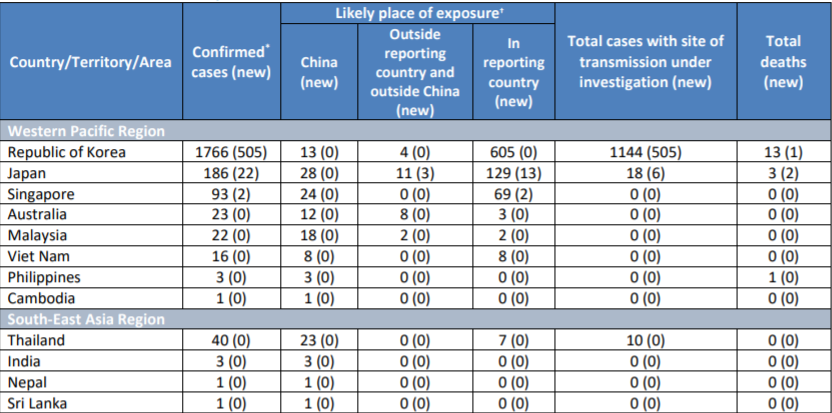 Likely place of exposure†
Country/Territory/Area Confirmed* cases (new) China (new) Outside reporting country and outside China (new) In reporting country (new) Total cases with site of transmission under investigation (new) Total deaths (new)
Western Pacific Region
Republic of Korea 1766 (505) 13 (0) 4 (0) 605 (0) 1144 (505) 13 (1)
Japan 186 (22) 28 (0) 11 (3) 129 (13) 18 (6) 3 (2)
Singapore 93 (2) 24 (0) 0 (0) 69 (2) 0 (0) 0 (0)
Australia 23 (0) 12 (0) 8 (0) 3 (0) 0 (0) 0 (0)
Malaysia 22 (0) 18 (0) 2 (0) 2 (0) 0 (0) 0 (0)
Viet Nam 16 (0) 8 (0) 0 (0) 8 (0) 0 (0) 0 (0)
Philippines 3 (0) 3 (0) 0 (0) 0 (0) 0 (0) 1 (0)
Cambodia 1 (0) 1 (0) 0 (0) 0 (0) 0 (0) 0 (0)
South-East Asia Region
Thailand 40 (0) 23 (0) 0 (0) 7 (0) 10 (0) 0 (0)
India 3 (0) 3 (0) 0 (0) 0 (0) 0 (0) 0 (0)
Nepal 1 (0) 1 (0) 0 (0) 0 (0) 0 (0) 0 (0)
Sri Lanka 1 (0) 1 (0) 0 (0) 0 (0) 0 (0) 0 (0)